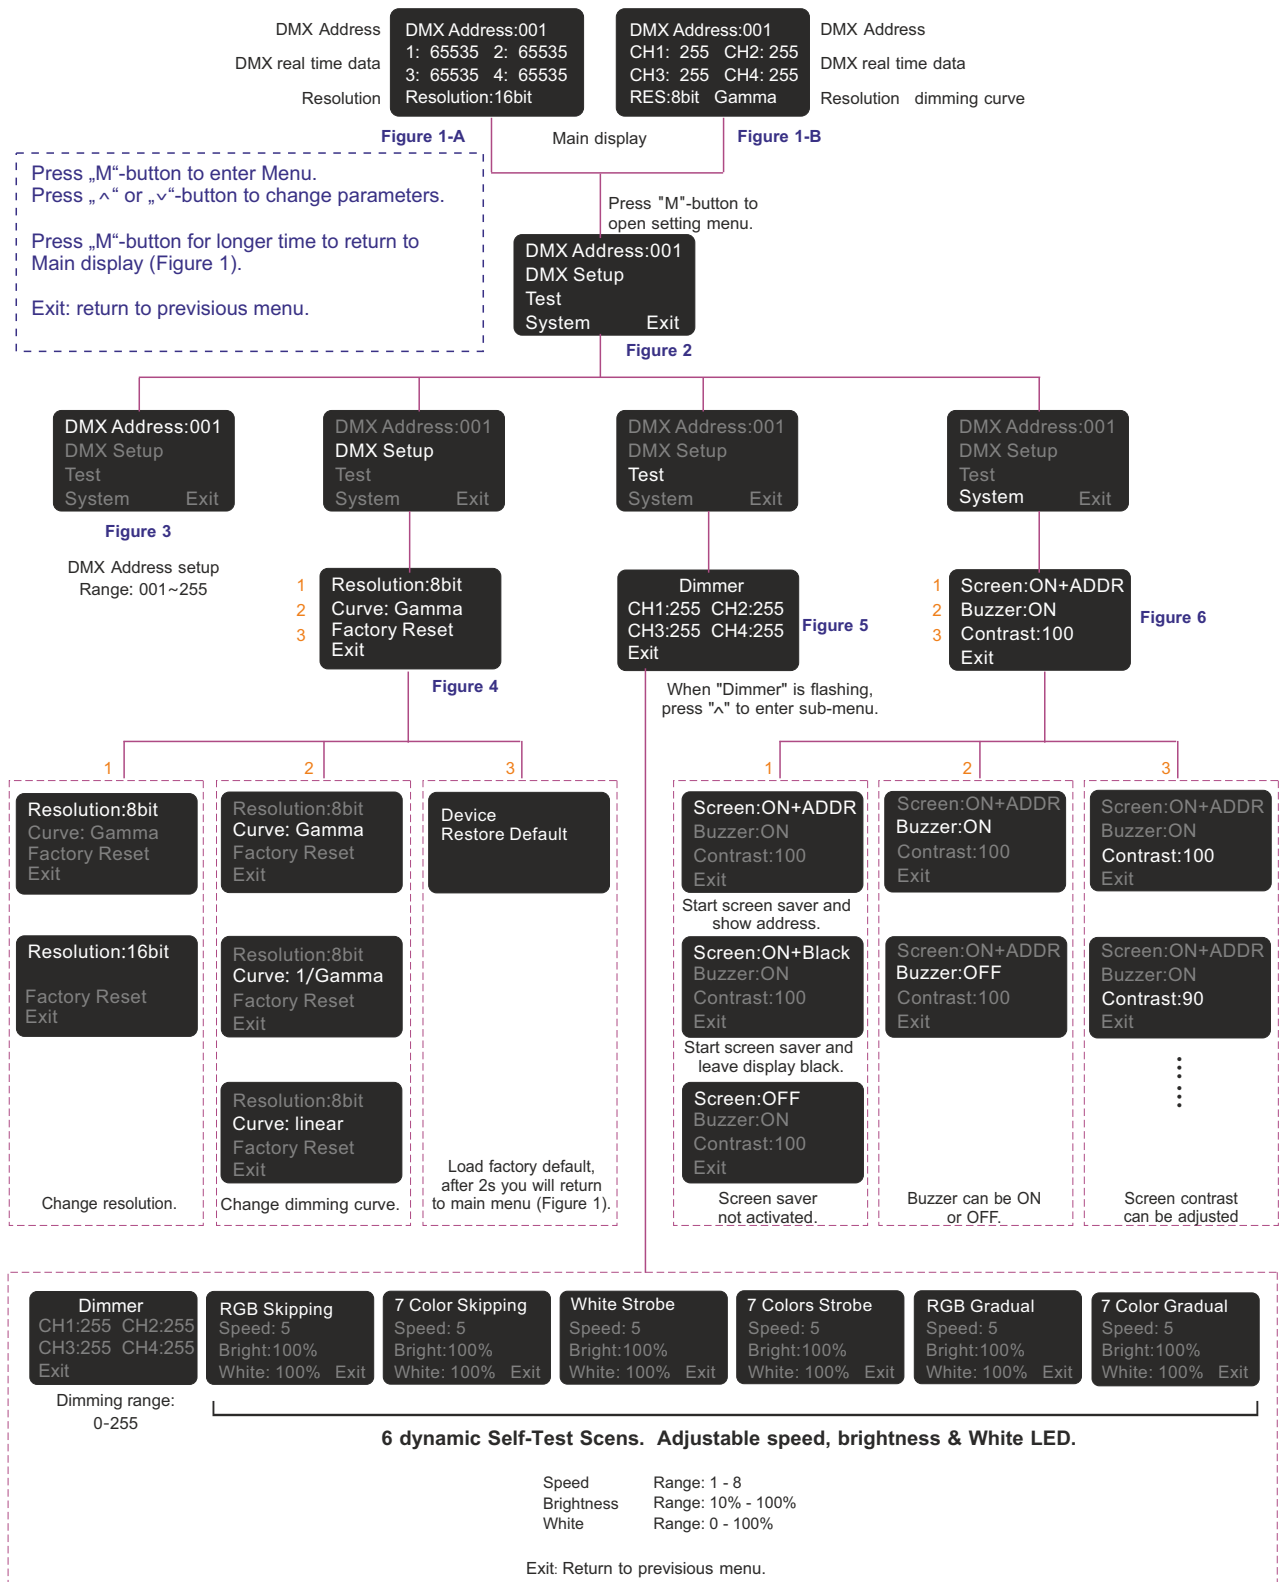 DMX Address
DMX real time data
Resolution
DMX Address:001
1: 65535 2: 65535
3: 65535 4: 65535
Resolution:16bit
DMX Address:001
CH1: 255 CH2: 255
CH3: 255 CH4: 255
RES:8bit Gamma
DMX Address
DMX real time data
Resolution dimming curve
Figure 1-A
Main display
Figure 1-B
Press „M“-button to enter Menu.
Press „^“ or „v“-button to change parameters.
Press „M“-button for longer time to return to
Main display (Figure 1).
Exit: return to previsious menu.
Press "M"-button to
open setting menu.
DMX Address:001
DMX Setup
Test
System Exit
Figure 2
DMX Address:001
DMX Setup
Test
System Exit
Figure 3
DMX Address setup
Range: 001~255
DMX Address:001
DMX Setup
Test
System Exit
1
2
3
Resolution:8bit
Curve: Gamma
Factory Reset
Exit
Figure 4
DMX Address:001
DMX Setup
Test
System Exit
Dimmer
CH1:255 CH2:255
CH3:255 CH4:255
Exit
Figure 5
When "Dimmer" is flashing,
press "^" to enter sub-menu.
DMX Address:001
DMX Setup
Test
System Exit
1
2
3
Screen:ON+ADDR
Buzzer:ON
Contrast:100
Exit
Figure 6
1
Resolution:8bit
Curve: Gamma
Factory Reset
Exit
Resolution:16bit
Factory Reset
Exit
Change resolution.
2
Resolution:8bit
Curve: Gamma
Factory Reset
Exit
Resolution:8bit
Curve: 1/Gamma
Factory Reset
Exit
Resolution:8bit
Curve: linear
Factory Reset
Exit
Change dimming curve.
3
Device
Restore Default
Load factory default,
after 2s you will return
to main menu (Figure 1).
1
Screen:ON+ADDR
Buzzer:ON
Contrast:100
Exit
Start screen saver and
show address.
Screen:ON+Black
Buzzer:ON
Contrast:100
Exit
Start screen saver and
leave display black.
Screen:OFF
Buzzer:ON
Contrast:100
Exit
Screen saver
not activated.
2
Screen:ON+ADDR
Buzzer:ON
Contrast:100
Exit
Screen:ON+ADDR
Buzzer:OFF
Contrast:100
Exit
Buzzer can be ON
or OFF.
3
Screen:ON+ADDR
Buzzer:ON
Contrast:100
Exit
Screen:ON+ADDR
Buzzer:ON
Contrast:90
Exit
Screen contrast
can be adjusted
Dimmer
CH1:255 CH2:255
CH3:255 CH4:255
Exit
Dimming range:
0-255
RGB Skipping
Speed: 5
Bright:100%
White: 100% Exit
7 Color Skipping
Speed: 5
Bright:100%
White: 100% Exit
White Strobe
Speed: 5
Bright:100%
White: 100% Exit
7 Colors Strobe
Speed: 5
Bright:100%
White: 100% Exit
RGB Gradual
Speed: 5
Bright:100%
White: 100% Exit
7 Color Gradual
Speed: 5
Bright:100%
White: 100% Exit
6 dynamic Self-Test Scens. Adjustable speed, brightness & White LED.
Speed Range: 1 - 8
Brightness Range: 10% - 100%
White Range: 0 - 100%
Exit: Return to previsious menu.